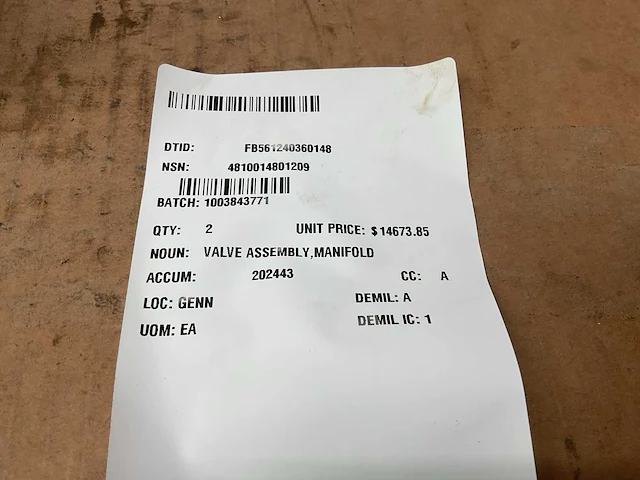 DTID: FB561240360148
NSN: 4810014801209
BATCH: 1003843771
QTY: 2 UNIT PRICE: $14673.85
NOUN: VALVE ASSEMBLY,MANIFOLD
ACCUM: 202443 CC: A
LOC: GENN DEMIL: A
UOM: EA DEMIL IC: 1